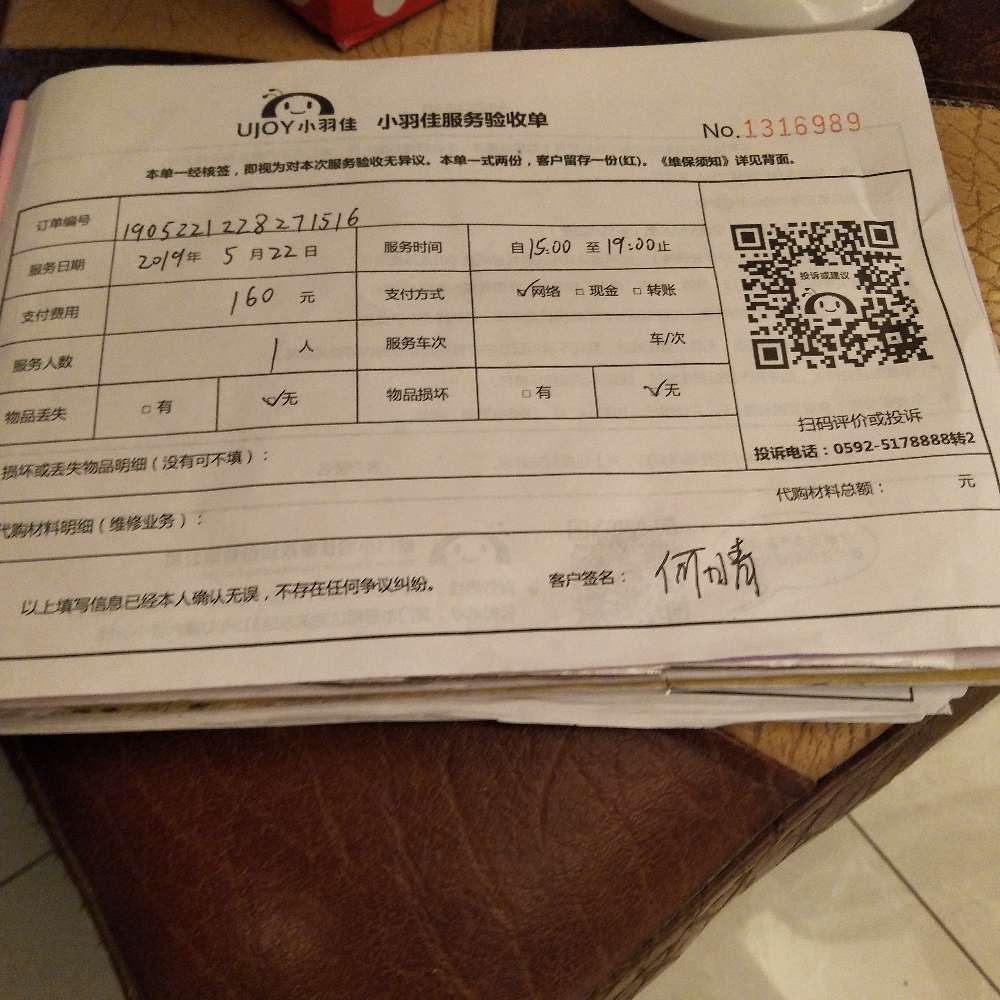 UJOY小羽佳 小羽佳服务验收单 No.1316989
本单一经核签，即视为对本次服务验收无异议。本单一式两份，客户留存一份(红)。《维保须知》详见背面。
订单编号 1905221228271516
服务日期 2019年 5月22日 服务时间 自15:00 至19:00止
支付费用 160 元 支付方式 ☑网络 □现金 □转账
投诉或建议
服务人数 1 人 服务车次 车/次
物品丢失 □有 ☑无 物品损坏 □有 ☑无
扫码评价或投诉
投诉电话：0592-5178888转2
损坏或丢失物品明细（没有可不填）：
代购材料明细（维修业务）： 代购材料总额： 元
以上填写信息已经本人确认无误，不存在任何争议纠纷。 客户签名：